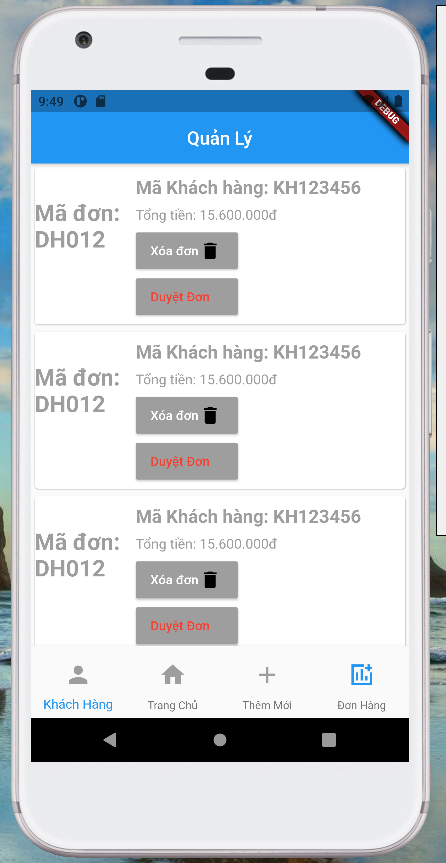 9:49
DEBUG
Quản Lý
Mã đơn:
DH012
Mã Khách hàng: KH123456
Tổng tiền: 15.600.000đ
Xóa đơn
Duyệt Đơn
Mã đơn:
DH012
Mã Khách hàng: KH123456
Tổng tiền: 15.600.000đ
Xóa đơn
Duyệt Đơn
Mã đơn:
DH012
Mã Khách hàng: KH123456
Tổng tiền: 15.600.000đ
Xóa đơn
Duyệt Đơn
Khách Hàng
Trang Chủ
Thêm Mới
Đơn Hàng